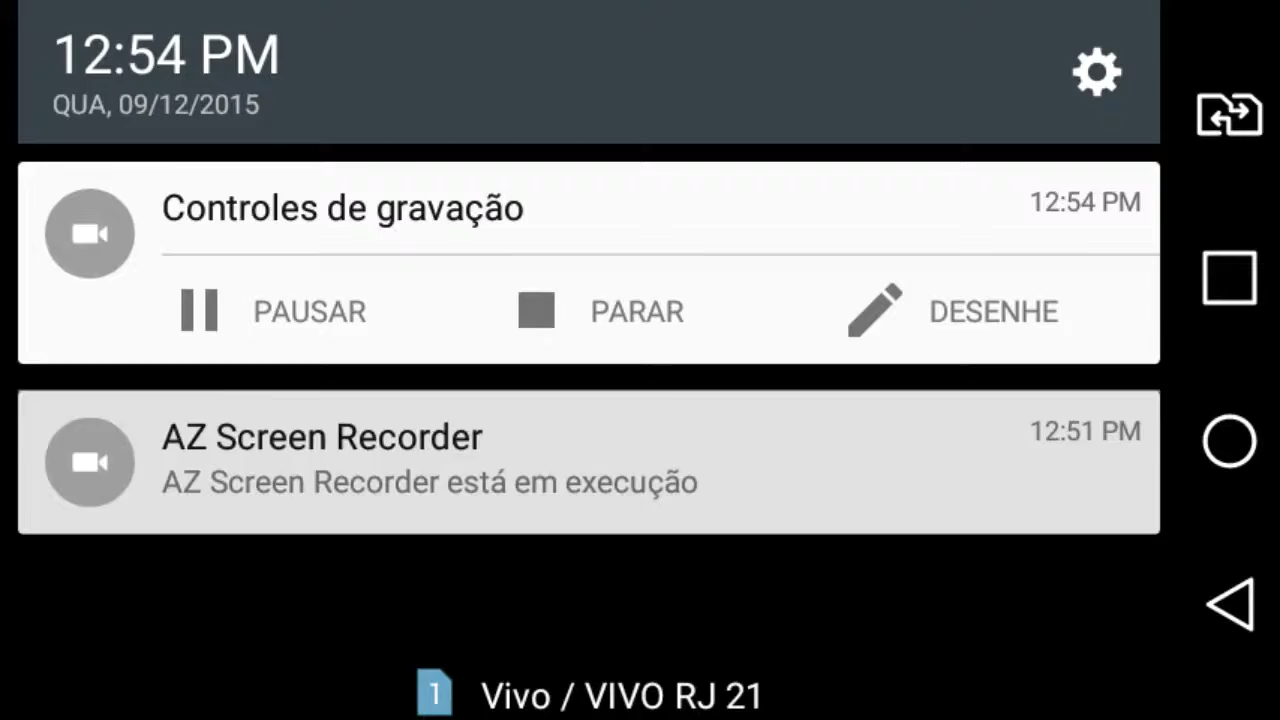 12:54 PM
QUA, 09/12/2015
Controles de gravação
12:54 PM
PAUSAR
PARAR
DESENHE
AZ Screen Recorder
12:51 PM
AZ Screen Recorder está em execução
1 Vivo / VIVO RJ 21